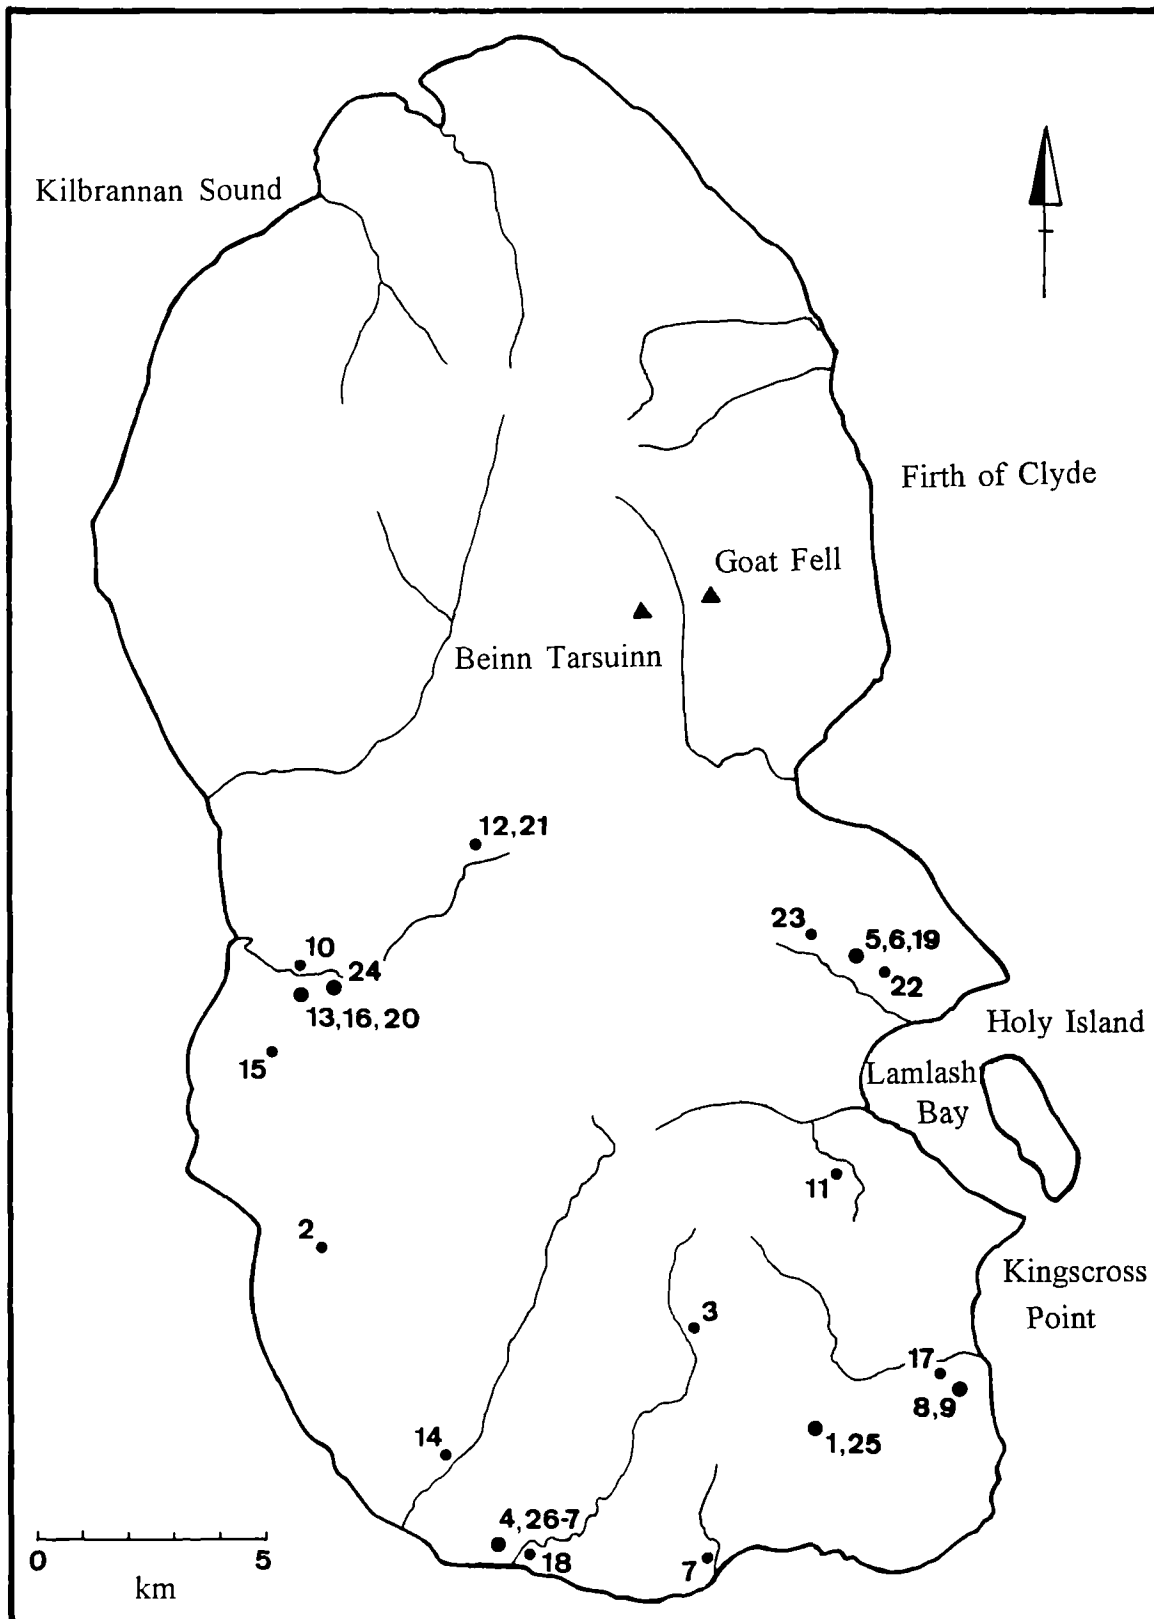 Kilbrannan Sound
Firth of Clyde
Goat Fell
Beinn Tarsuinn
12,21
23
5,6,19
10
24
22
13,16,20
Holy Island
15
Lamlash
Bay
11
2
Kingscross
Point
3
17
8,9
14
1,25
4,26-7
18
7
0 5
km